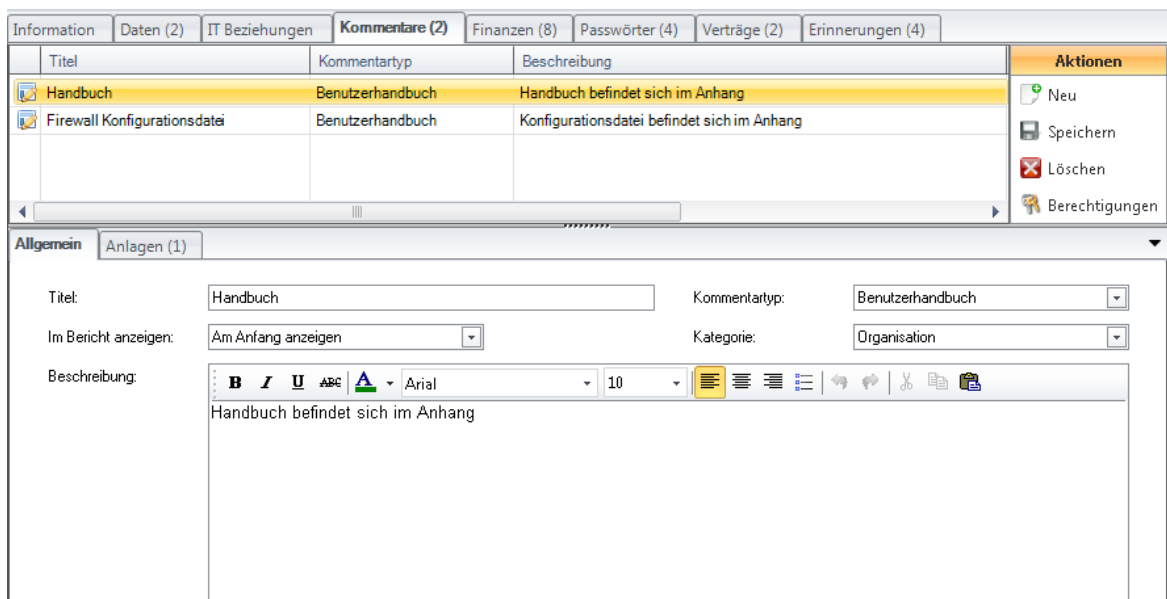 Information Daten (2) IT Beziehungen Kommentare (2) Finanzen (8) Passwörter (4) Verträge (2) Erinnerungen (4)
Titel Kommentartyp Beschreibung Aktionen
Handbuch Benutzerhandbuch Handbuch befindet sich im Anhang Neu
Firewall Konfigurationsdatei Benutzerhandbuch Konfigurationsdatei befindet sich im Anhang Speichern
Löschen
Berechtigungen
Allgemein Anlagen (1)
Titel: Handbuch Kommentartyp: Benutzerhandbuch
Im Bericht anzeigen: Am Anfang anzeigen Kategorie: Organisation
Beschreibung: B I U ABC A Arial 10
Handbuch befindet sich im Anhang